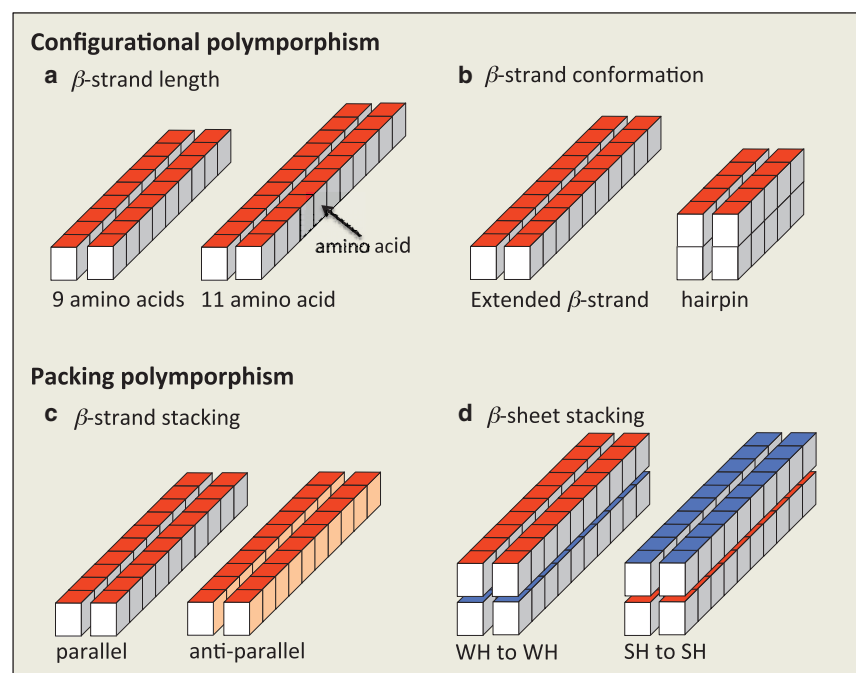 Configurational polymporphism
a β-strand length
b β-strand conformation
amino acid
9 amino acids
11 amino acid
Extended β-strand
hairpin
Packing polymporphism
c β-strand stacking
d β-sheet stacking
parallel
anti-parallel
WH to WH
SH to SH